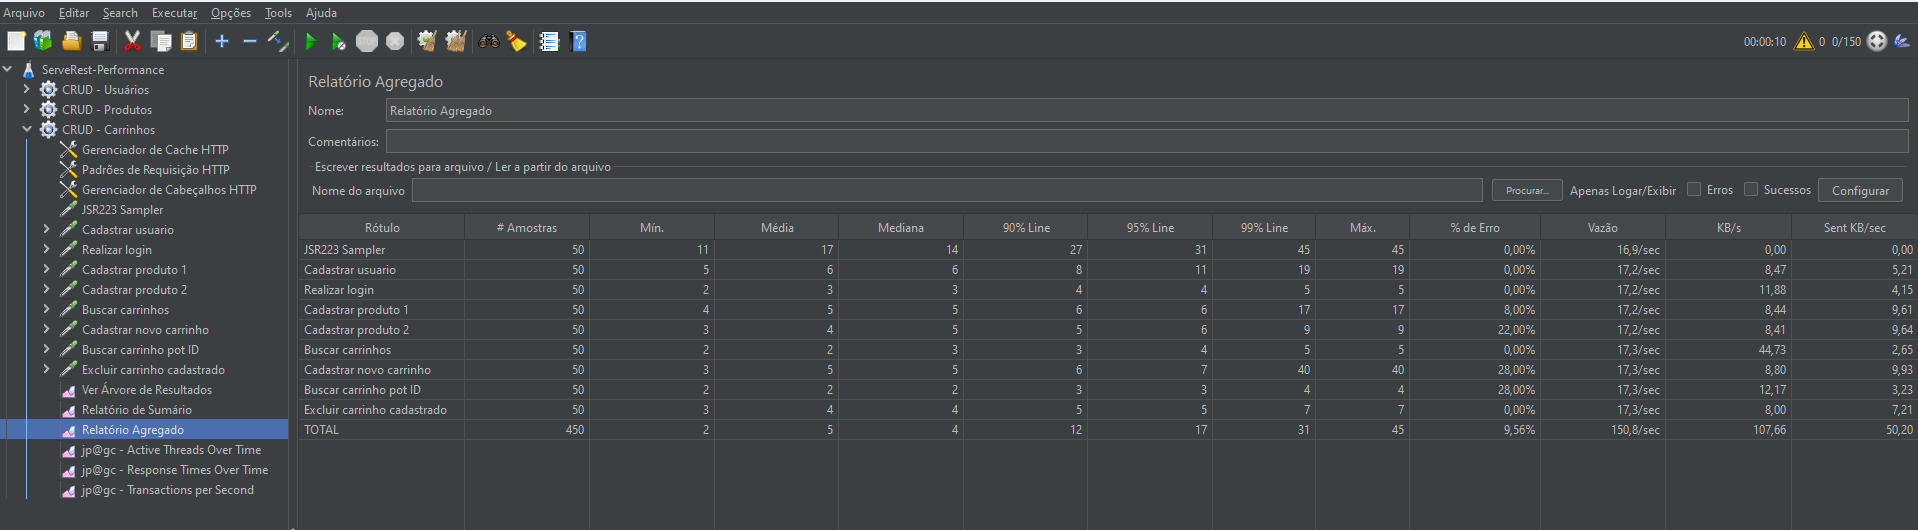 Arquivo Editar Search Executar Opções Tools Ajuda
STOP
00:00:10 0 0/150
ServeRest-Performance
CRUD - Usuários
CRUD - Produtos
CRUD - Carrinhos
Gerenciador de Cache HTTP
Padrões de Requisição HTTP
Gerenciador de Cabeçalhos HTTP
JSR223 Sampler
Cadastrar usuario
Realizar login
Cadastrar produto 1
Cadastrar produto 2
Buscar carrinhos
Cadastrar novo carrinho
Buscar carrinho pot ID
Excluir carrinho cadastrado
Ver Árvore de Resultados
Relatório de Sumário
Relatório Agregado
jp@gc - Active Threads Over Time
jp@gc - Response Times Over Time
jp@gc - Transactions per Second
Relatório Agregado
Nome: Relatório Agregado
Comentários:
Escrever resultados para arquivo / Ler a partir do arquivo
Nome do arquivo Procurar... Apenas Logar/Exibir Erros Sucessos Configurar
Rótulo # Amostras Mín. Média Mediana 90% Line 95% Line 99% Line Máx. % de Erro Vazão KB/s Sent KB/sec
JSR223 Sampler 50 11 17 14 27 31 45 45 0,00% 16,9/sec 0,00 0,00
Cadastrar usuario 50 5 6 6 8 11 19 19 0,00% 17,2/sec 8,47 5,21
Realizar login 50 2 3 3 4 4 5 5 0,00% 17,2/sec 11,88 4,15
Cadastrar produto 1 50 4 5 5 6 6 17 17 8,00% 17,2/sec 8,44 9,61
Cadastrar produto 2 50 3 4 5 5 6 9 9 22,00% 17,2/sec 8,41 9,64
Buscar carrinhos 50 2 2 3 3 4 5 5 0,00% 17,3/sec 44,73 2,65
Cadastrar novo carrinho 50 3 5 5 6 7 40 40 28,00% 17,3/sec 8,80 9,93
Buscar carrinho pot ID 50 2 2 2 3 3 4 4 28,00% 17,3/sec 12,17 3,23
Excluir carrinho cadastrado 50 3 4 4 5 5 7 7 0,00% 17,3/sec 8,00 7,21
TOTAL 450 2 5 4 12 17 31 45 9,56% 150,8/sec 107,66 50,20